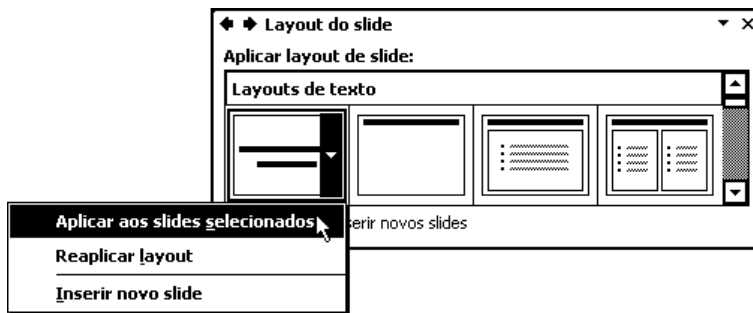 Layout do slide
Aplicar layout de slide:
Layouts de texto
Aplicar aos slides selecionados
serir novos slides
Reaplicar layout
Inserir novo slide